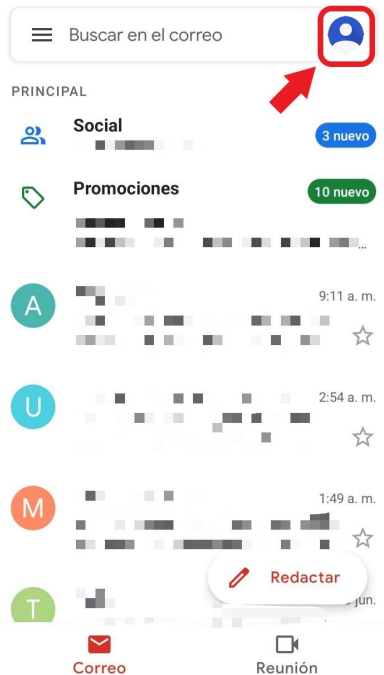 Buscar en el correo
PRINCIPAL
Social
3 nuevo
Promociones
10 nuevo
A
9:11 a. m.
U
2:54 a. m.
M
1:49 a. m.
Redactar
jun.
T
Correo
Reunión